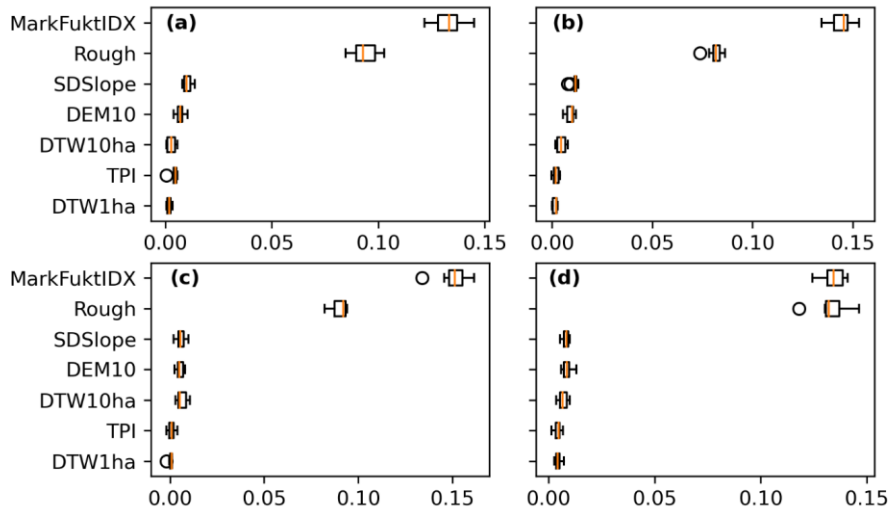 (a)
(b)
MarkFuktIDX
Rough
SDSlope
DEM10
DTW10ha
TPI
DTW1ha
0.00 0.05 0.10 0.15
0.00 0.05 0.10 0.15
(c)
(d)
MarkFuktIDX
Rough
SDSlope
DEM10
DTW10ha
TPI
DTW1ha
0.00 0.05 0.10 0.15
0.00 0.05 0.10 0.15